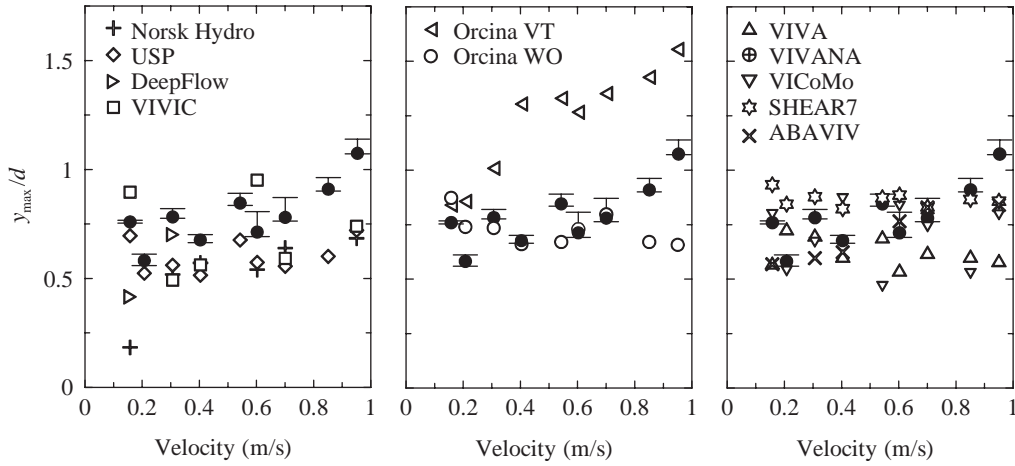 Norsk Hydro
USP
DeepFlow
VIVIC
Orcina VT
Orcina WO
VIVA
VIVANA
VICoMo
SHEAR7
ABAVIV
1.5
1
0.5
0
y_max/d
0 0.2 0.4 0.6 0.8 1
0 0.2 0.4 0.6 0.8 1
0 0.2 0.4 0.6 0.8 1
Velocity (m/s)
Velocity (m/s)
Velocity (m/s)